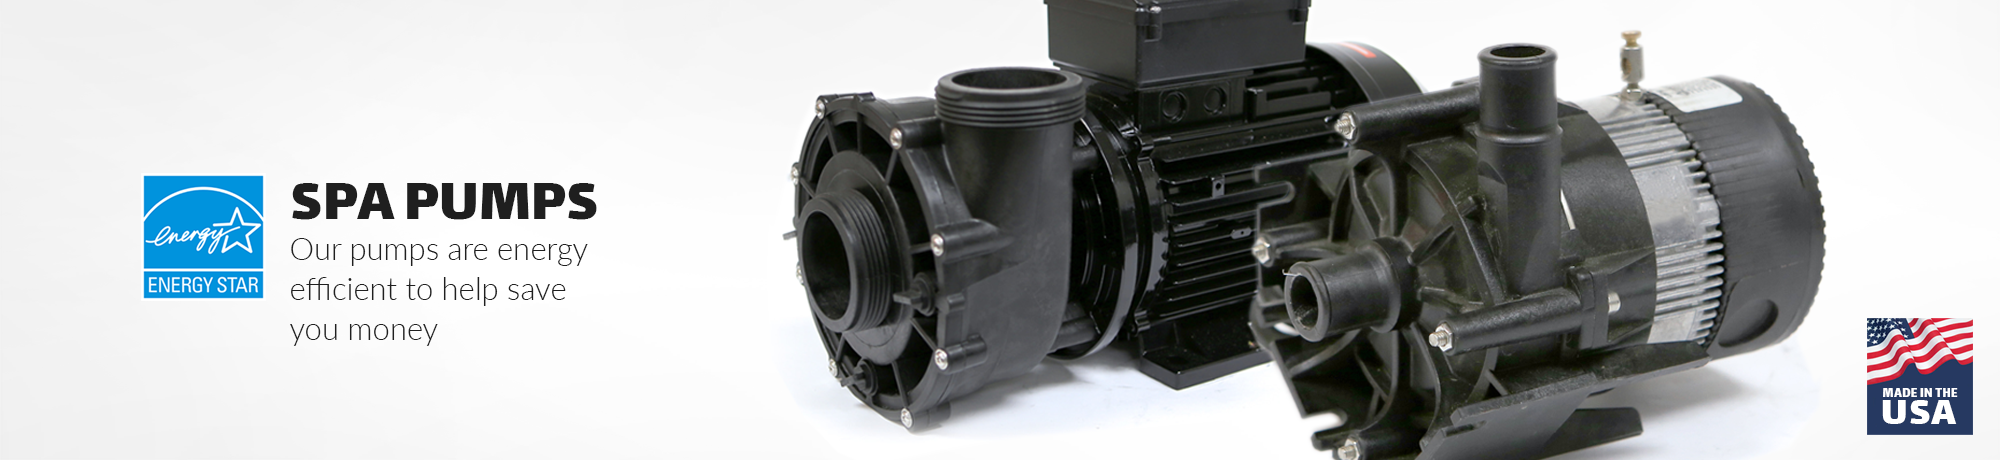 energy
ENERGY STAR
SPA PUMPS
Our pumps are energy
efficient to help save
you money
MADE IN THE
USA